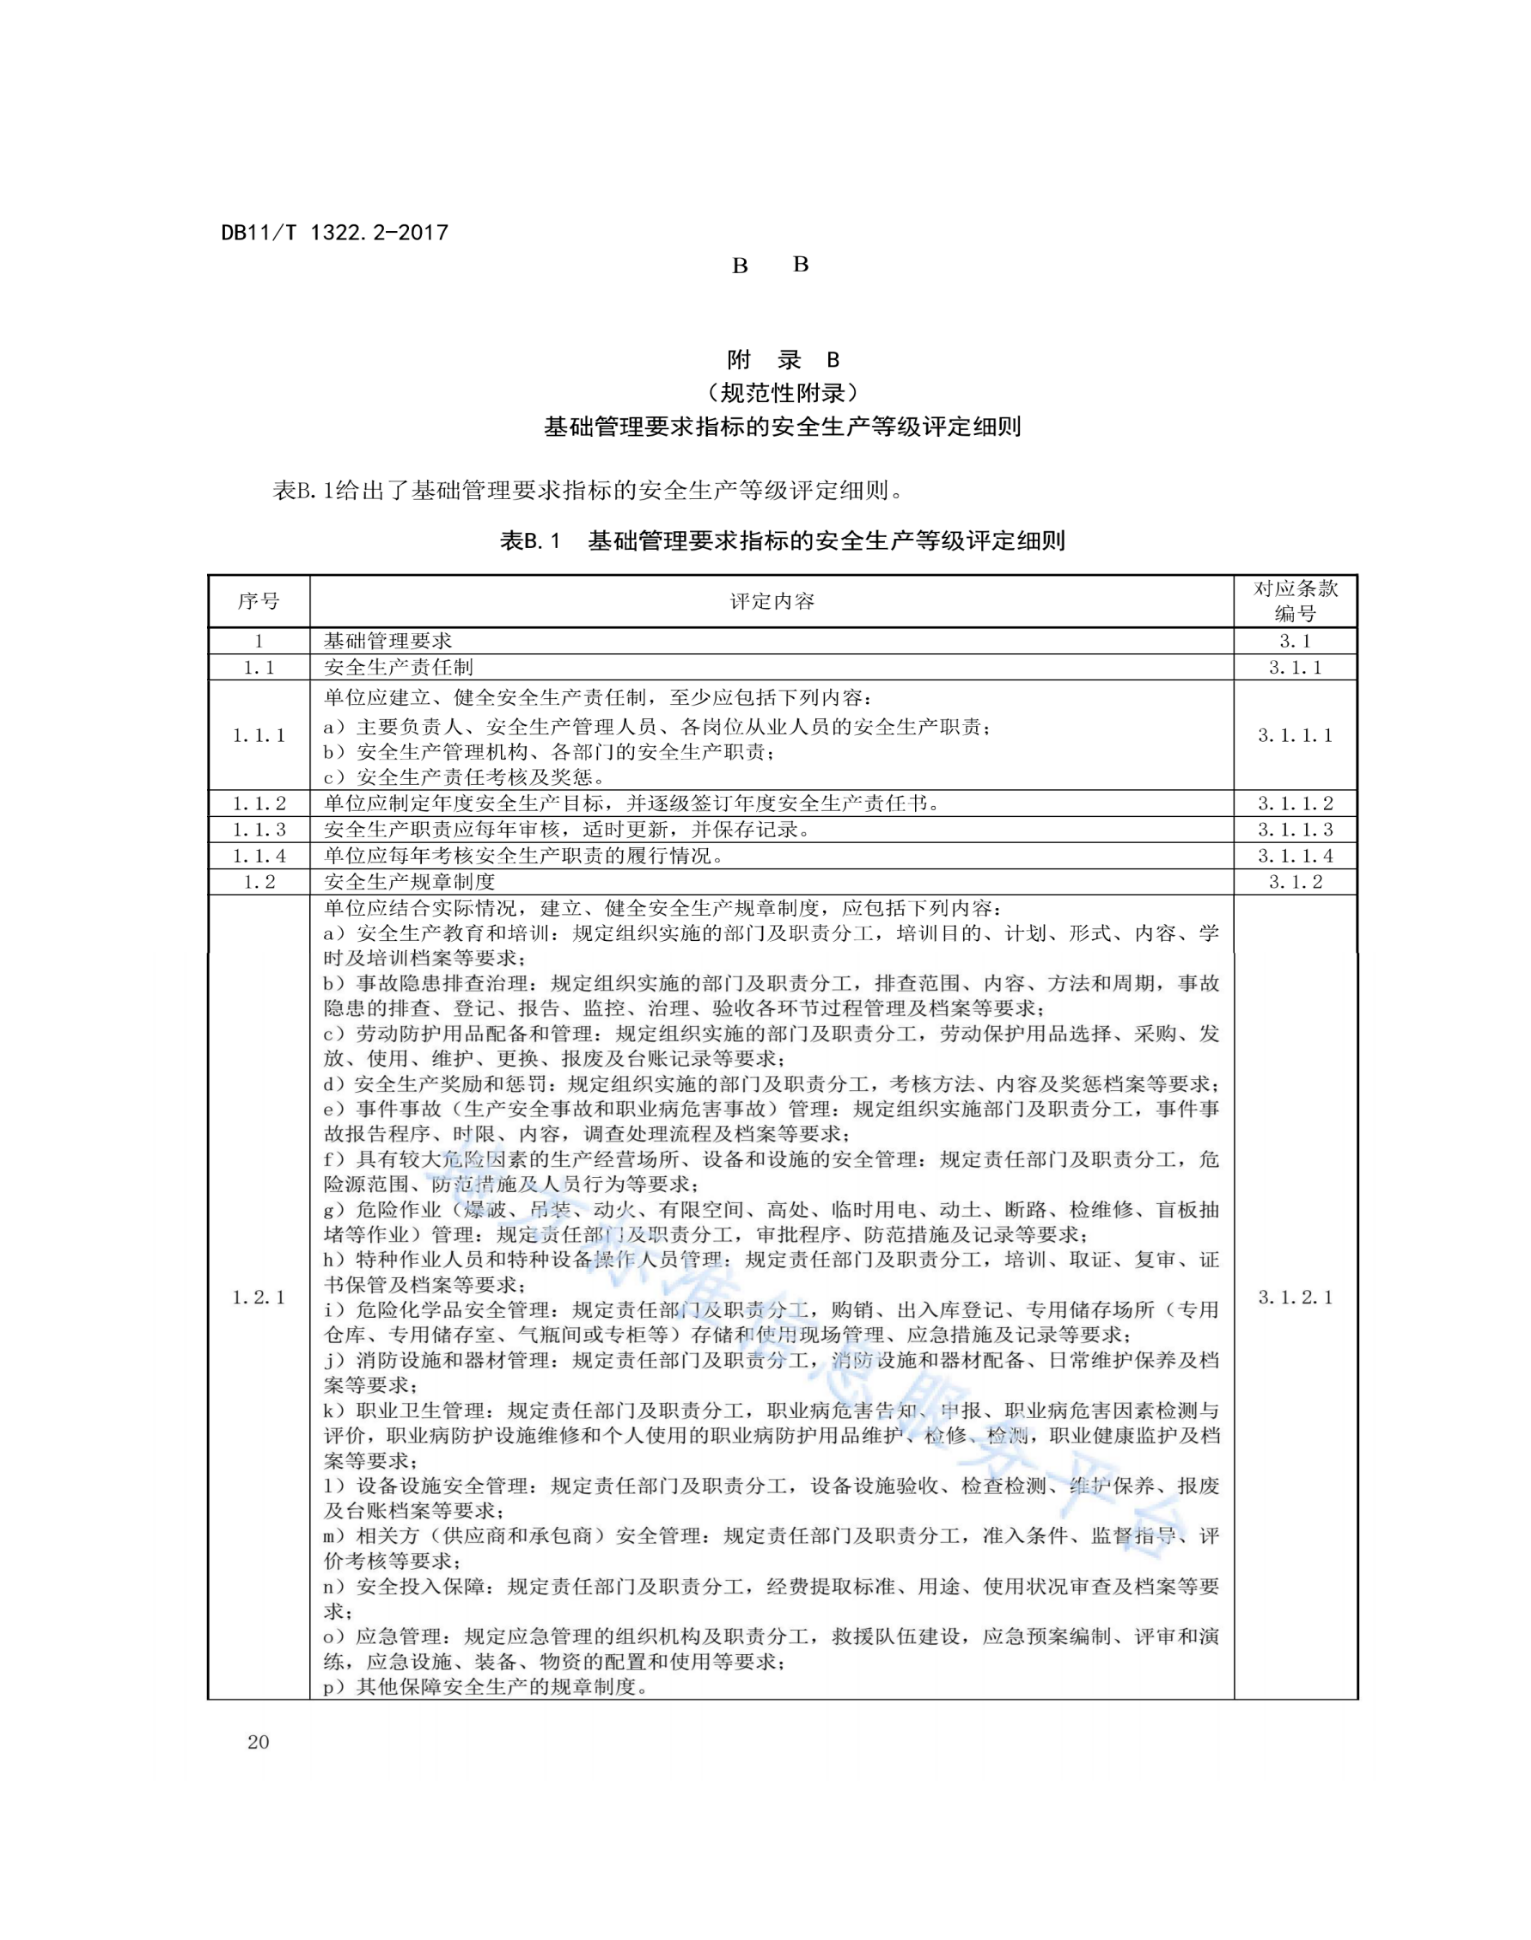 DB11/T 1322.2-2017
B B
附 录 B
（规范性附录）
基础管理要求指标的安全生产等级评定细则
表B.1给出了基础管理要求指标的安全生产等级评定细则。
表B.1 基础管理要求指标的安全生产等级评定细则
序号 评定内容 对应条款
编号
1 基础管理要求 3.1
1.1 安全生产责任制 3.1.1
单位应建立、健全安全生产责任制，至少应包括下列内容：
a）主要负责人、安全生产管理人员、各岗位从业人员的安全生产职责；
1.1.1 3.1.1.1
b）安全生产管理机构、各部门的安全生产职责；
c）安全生产责任考核及奖惩。
1.1.2 单位应制定年度安全生产目标，并逐级签订年度安全生产责任书。 3.1.1.2
1.1.3 安全生产职责应每年审核，适时更新，并保存记录。 3.1.1.3
1.1.4 单位应每年考核安全生产职责的履行情况。 3.1.1.4
1.2 安全生产规章制度 3.1.2
单位应结合实际情况，建立、健全安全生产规章制度，应包括下列内容：
a）安全生产教育和培训：规定组织实施的部门及职责分工，培训目的、计划、形式、内容、学
时及培训档案等要求；
b）事故隐患排查治理：规定组织实施的部门及职责分工，排查范围、内容、方法和周期，事故
隐患的排查、登记、报告、监控、治理、验收各环节过程管理及档案等要求；
c）劳动防护用品配备和管理：规定组织实施的部门及职责分工，劳动保护用品选择、采购、发
放、使用、维护、更换、报废及台账记录等要求；
d）安全生产奖励和惩罚：规定组织实施的部门及职责分工，考核方法、内容及奖惩档案等要求；
e）事件事故（生产安全事故和职业病危害事故）管理：规定组织实施部门及职责分工，事件事
故报告程序、时限、内容，调查处理流程及档案等要求；
f）具有较大危险因素的生产经营场所、设备和设施的安全管理：规定责任部门及职责分工，危
险源范围、防范措施及人员行为等要求；
g）危险作业（爆破、吊装、动火、有限空间、高处、临时用电、动土、断路、检维修、盲板抽
堵等作业）管理：规定责任部门及职责分工，审批程序、防范措施及记录等要求；
h）特种作业人员和特种设备操作人员管理：规定责任部门及职责分工，培训、取证、复审、证
书保管及档案等要求；
1.2.1 3.1.2.1
i）危险化学品安全管理：规定责任部门及职责分工，购销、出入库登记、专用储存场所（专用
仓库、专用储存室、气瓶间或专柜等）存储和使用现场管理、应急措施及记录等要求；
j）消防设施和器材管理：规定责任部门及职责分工，消防设施和器材配备、日常维护保养及档
案等要求；
k）职业卫生管理：规定责任部门及职责分工，职业病危害告知、申报、职业病危害因素检测与
评价，职业病防护设施维修和个人使用的职业病防护用品维护、检修、检测，职业健康监护及档
案等要求；
l）设备设施安全管理：规定责任部门及职责分工，设备设施验收、检查检测、维护保养、报废
及台账档案等要求；
m）相关方（供应商和承包商）安全管理：规定责任部门及职责分工，准入条件、监督指导、评
价考核等要求；
n）安全投入保障：规定责任部门及职责分工，经费提取标准、用途、使用状况审查及档案等要
求；
o）应急管理：规定应急管理的组织机构及职责分工，救援队伍建设，应急预案编制、评审和演
练，应急设施、装备、物资的配置和使用等要求；
p）其他保障安全生产的规章制度。
地方标准信息服务平台
20